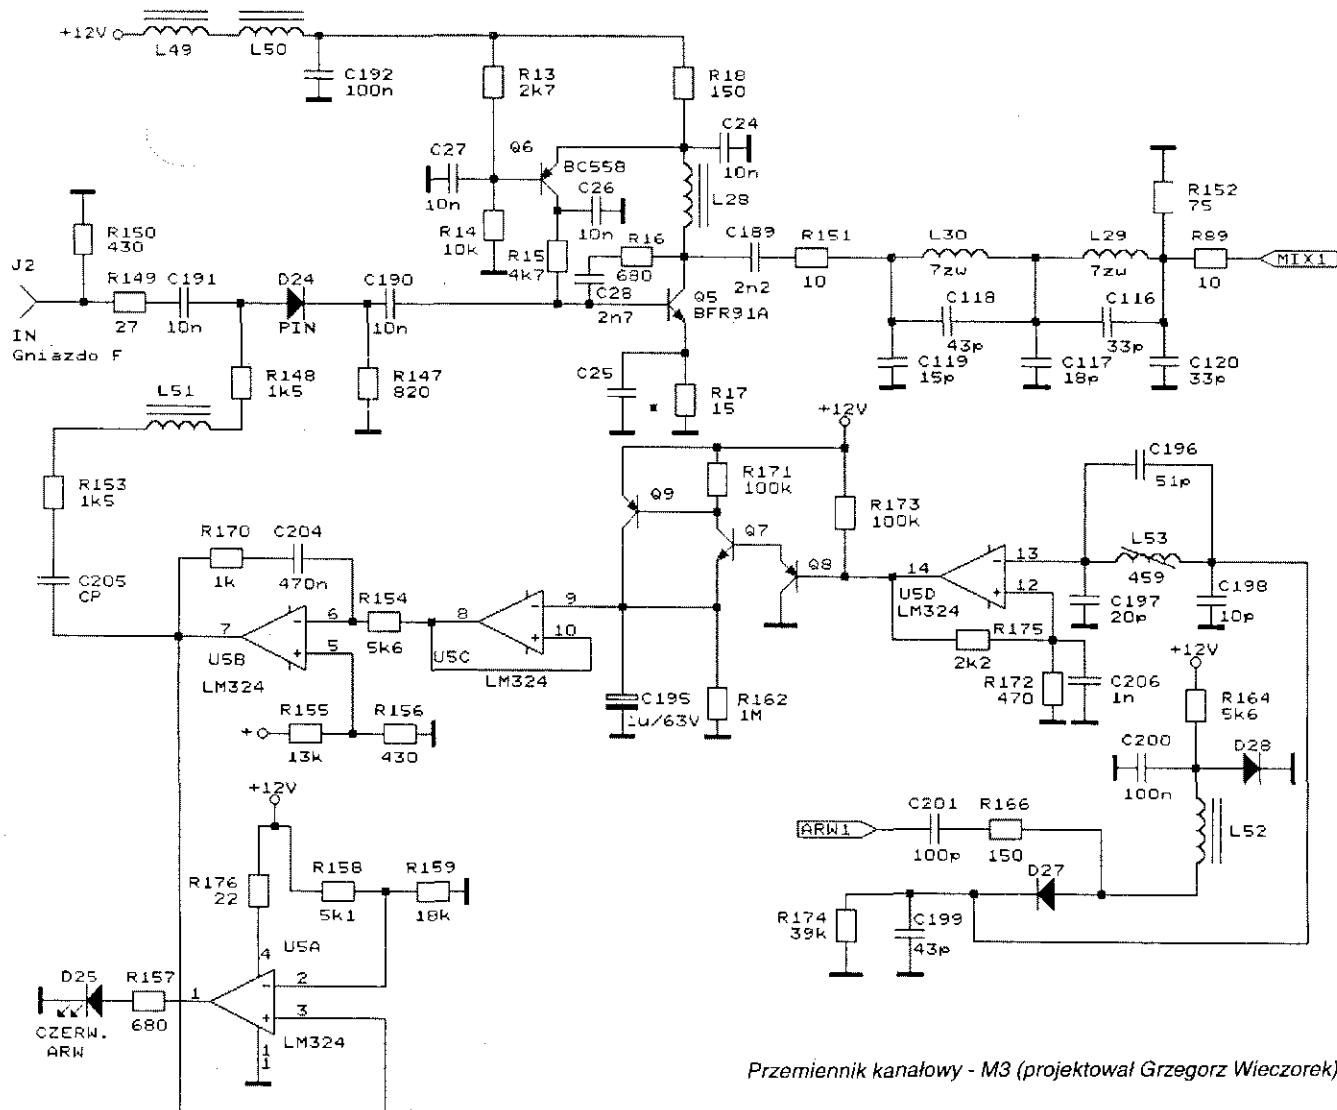 +12V
L49
L50
C192
100n
R13
2k7
R18
150
C24
10n
C27
10n
Q6
BC558
C26
10n
L28
R14
10k
R15
4k7
R16
680
C28
2n7
C189
2n2
R151
10
L30
7zw
L29
7zw
R152
75
R89
10
MIX1
R150
430
J2
IN
Gniazdo F
R149
27
C191
10n
D24
PIN
C190
10n
Q5
BFR91A
C118
43p
C116
33p
C119
15p
C117
18p
C120
33p
R148
1k5
R147
820
C25
*
R17
15
L51
R153
1k5
C205
CP
R170
1k
C204
470n
R154
5k6
7
6
5
U5B
LM324
8
9
10
U5C
LM324
R155
13k
R156
430
+
Q9
R171
100k
Q7
Q8
+12V
R173
100k
14
13
12
U5D
LM324
C195
1u/63V
R162
1M
R175
2k2
R172
470
C206
1n
C196
51p
L53
459
C197
20p
C198
10p
+12V
R164
5k6
C200
100n
D28
L52
ARW1
C201
100p
R166
150
D27
R174
39k
C199
43p
+12V
R176
22
R158
5k1
R159
18k
U5A
4
2
3
1
11
LM324
D25
R157
680
CZERW.
ARW
Przemiennik kanałowy - M3 (projektował Grzegorz Wieczorek)